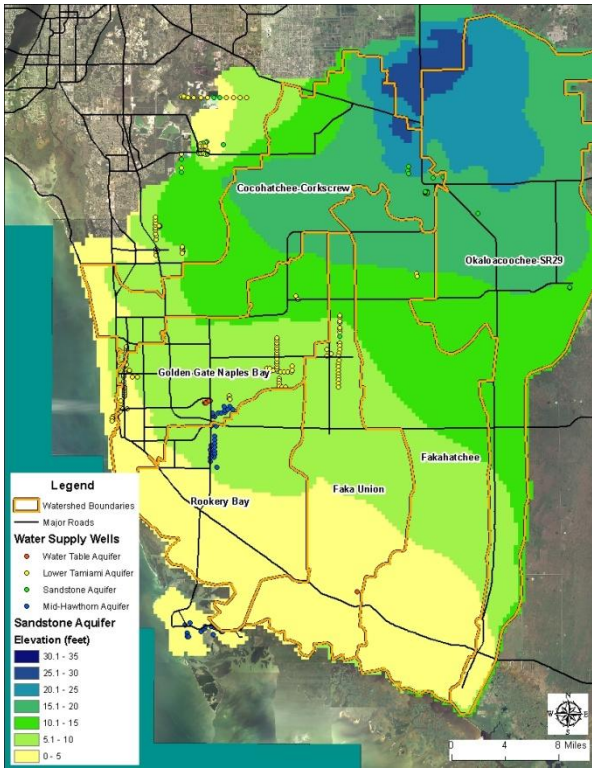 Cocohatchee-Corkscrew
Okaloacoochee-SR29
Golden-Gate Naples Bay
Fakahatchee
Faka Union
Rookery Bay
Legend
Watershed Boundaries
Major Roads
Water Supply Wells
Water Table Aquifer
Lower Tamiami Aquifer
Sandstone Aquifer
Mid-Hawthorn Aquifer
Sandstone Aquifer
Elevation (feet)
30.1 - 35
25.1 - 30
20.1 - 25
15.1 - 20
10.1 - 15
5.1 - 10
0 - 5
N
W E
S
0 4 8 Miles